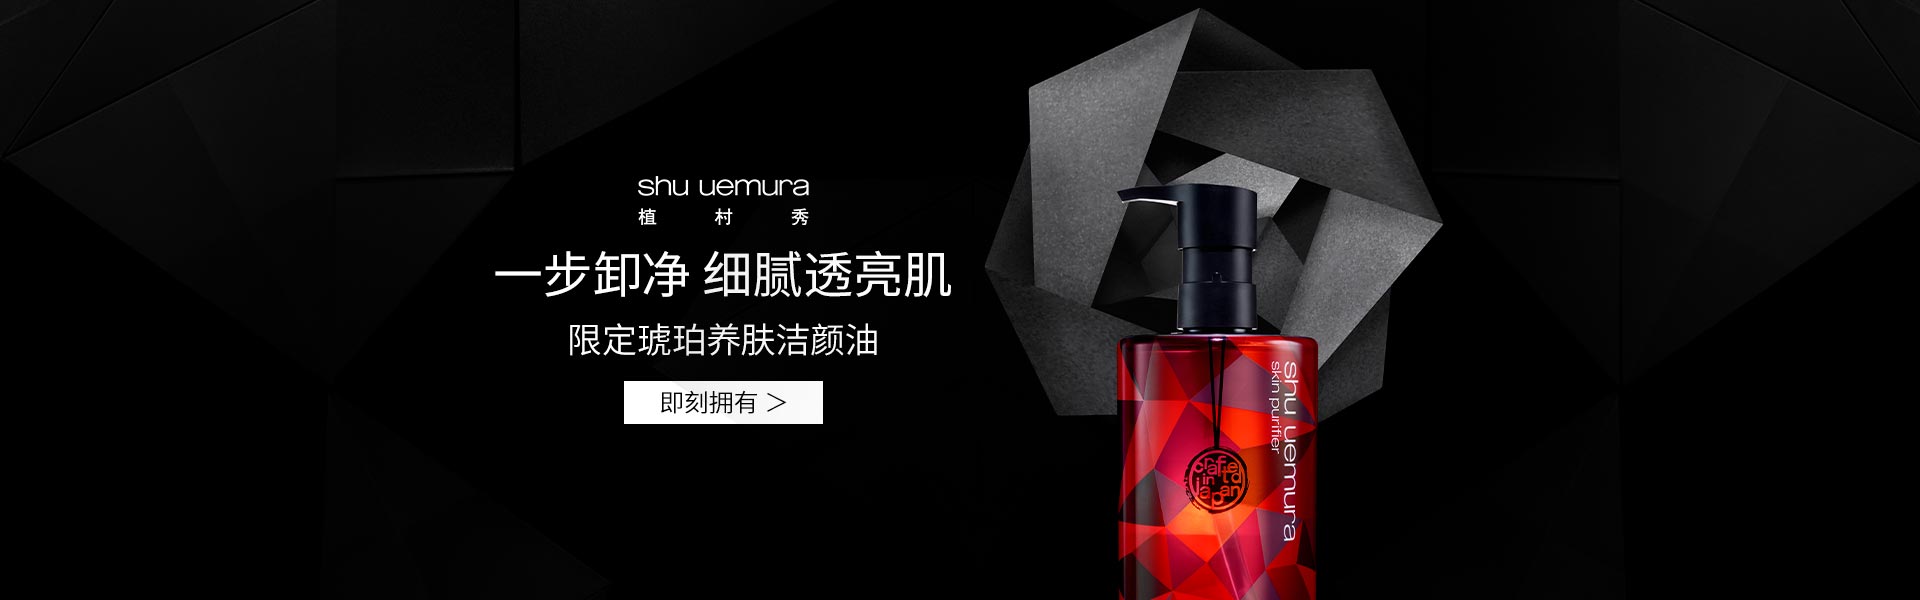 shu uemura
植村秀
一步卸净 细腻透亮肌
限定琥珀养肤洁颜油
即刻拥有 >
shu uemura
skin purifier
crafted
in
japan